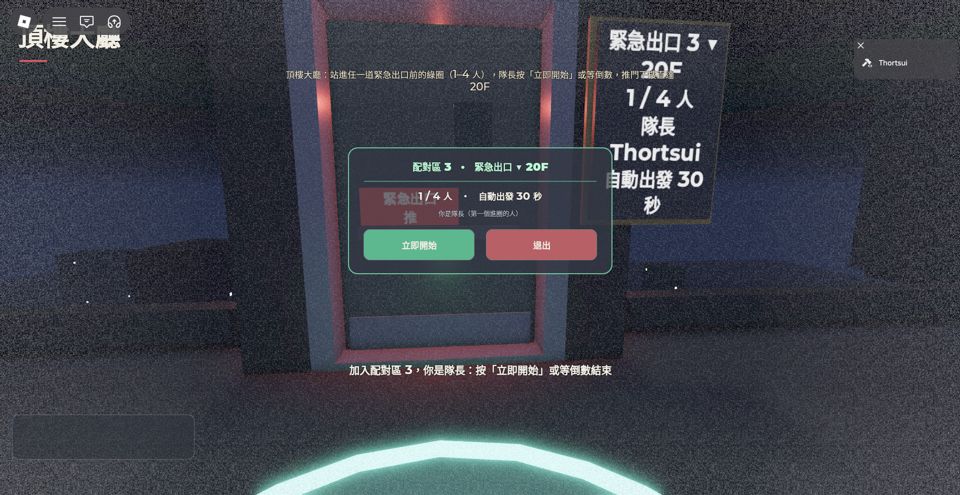 頂樓大廳
Thortsui
頂樓大廳：站進任一道緊急出口前的綠圈（1–4 人），隊長按「立即開始」或等倒數，推門
20F
緊急出口 3 ▼
20F
1 / 4 人
隊長
Thortsui
自動出發 30
秒
配對區 3 • 緊急出口 ▼ 20F
1 / 4 人 • 自動出發 30 秒
你是隊長（第一個進圈的人）
緊急出口
推
立即開始
退出
加入配對區 3，你是隊長：按「立即開始」或等倒數結束